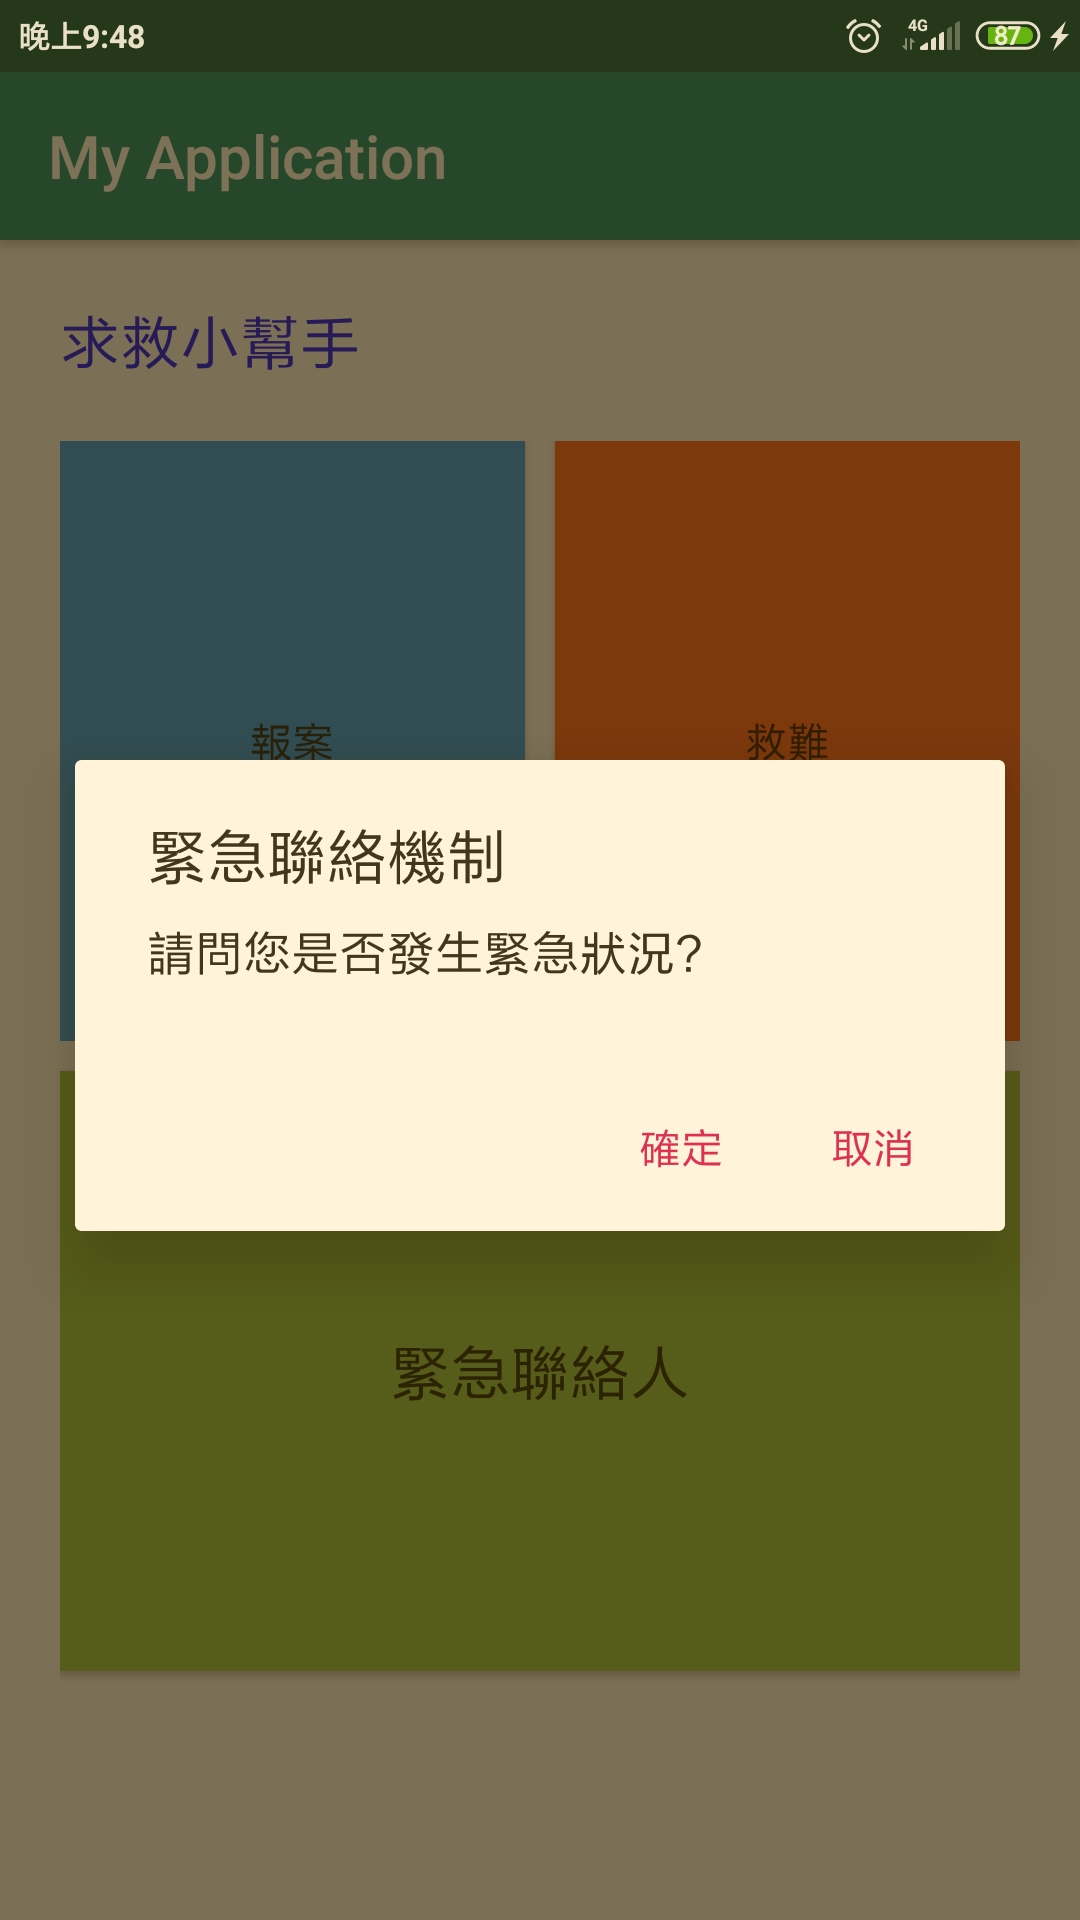 晚上9:48
4G
87
My Application
求救小幫手
報案
救難
緊急聯絡機制
請問您是否發生緊急狀況?
確定
取消
緊急聯絡人